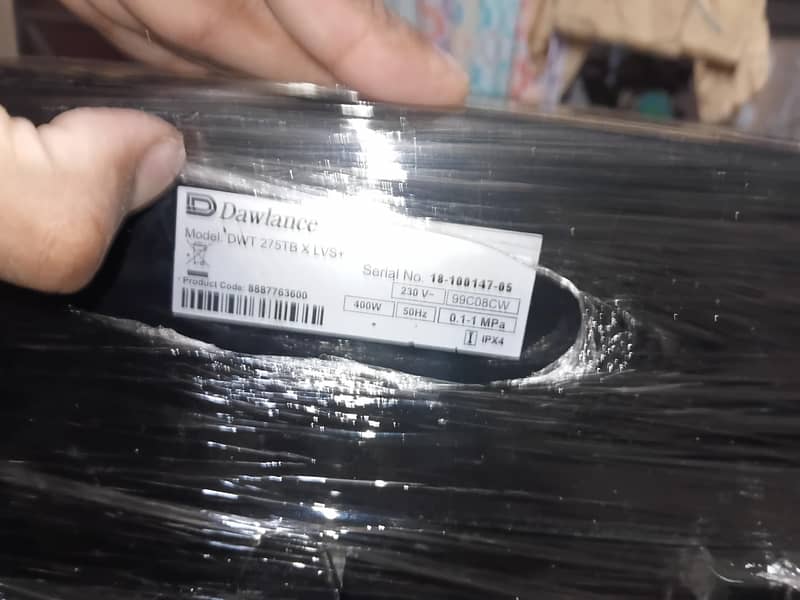 Dawlance
Model: DWT 275TB X LVS+
Serial No. 18-100147-05
Product Code: 8887763600
230 V~ 99C08CW
400W 50Hz 0.1-1 MPa
IPX4